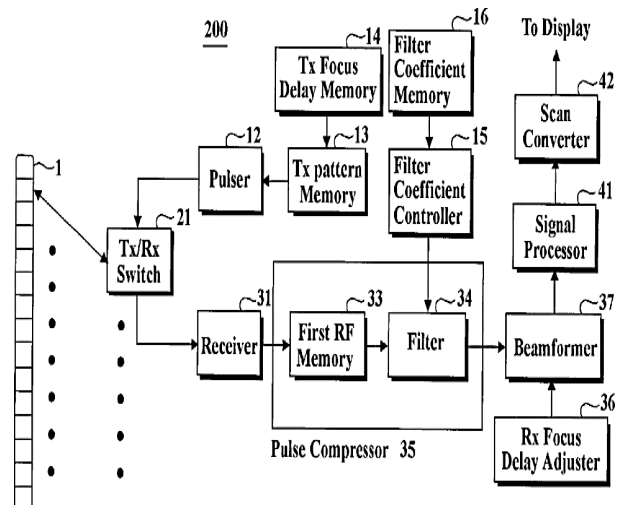 200
14
Tx Focus
Delay Memory
16
Filter
Coefficient
Memory
To Display
42
Scan
Converter
12
Pulser
13
Tx pattern
Memory
15
Filter
Coefficient
Controller
1
21
Tx/Rx
Switch
41
Signal
Processor
31
Receiver
33
First RF
Memory
34
Filter
37
Beamformer
Pulse Compressor 35
36
Rx Focus
Delay Adjuster